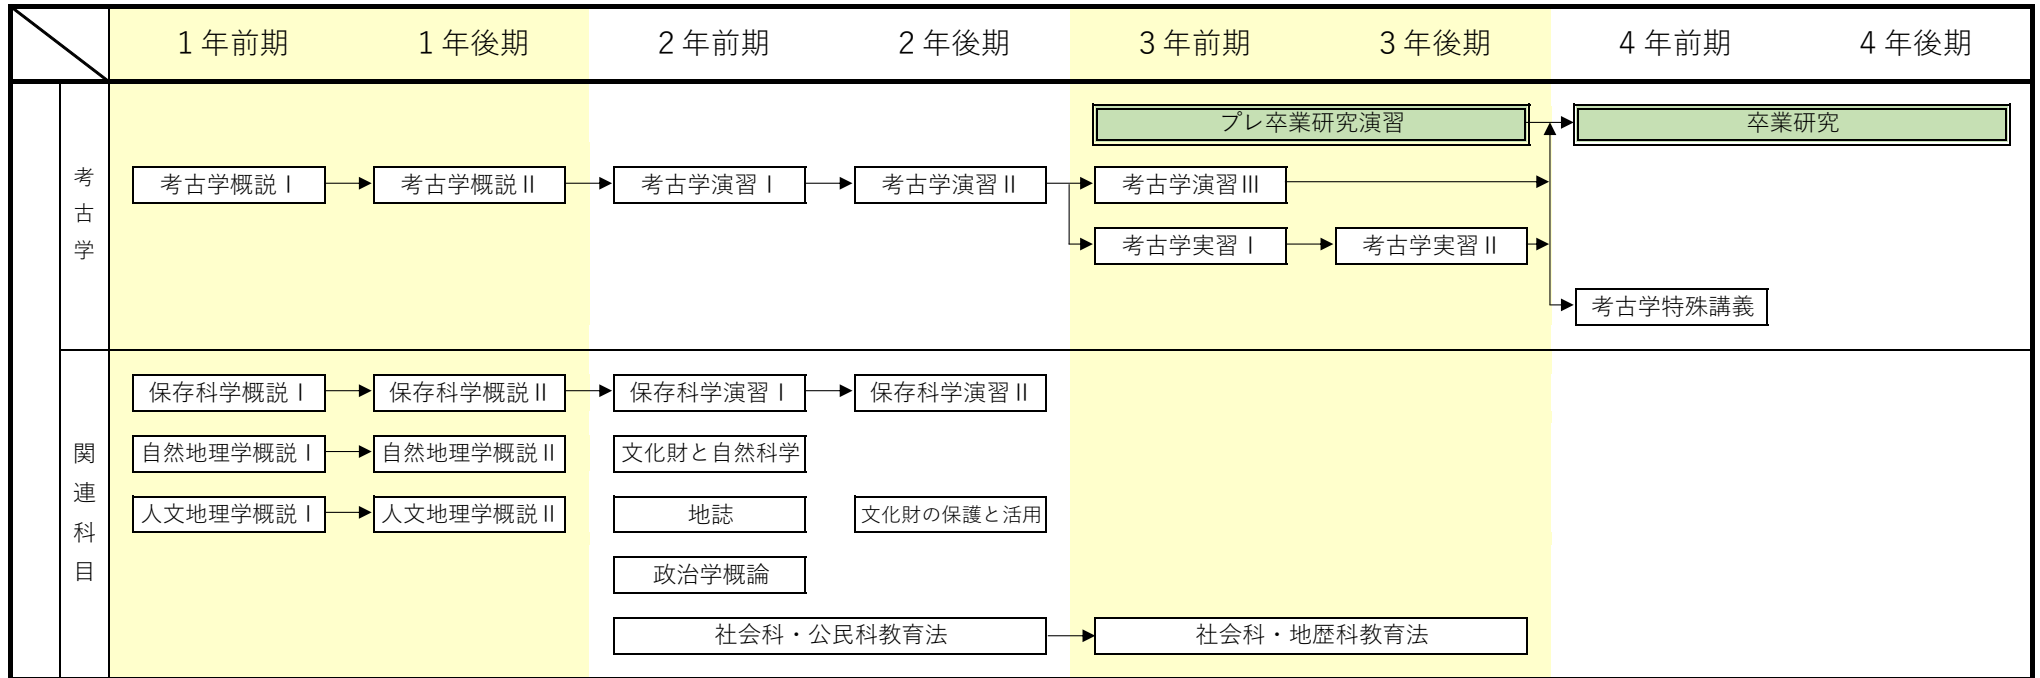 1年前期 1年後期 2年前期 2年後期 3年前期 3年後期 4年前期 4年後期
考古学
プレ卒業研究演習 卒業研究
考古学概説Ⅰ 考古学概説Ⅱ 考古学演習Ⅰ 考古学演習Ⅱ 考古学演習Ⅲ
考古学実習Ⅰ 考古学実習Ⅱ
考古学特殊講義
関連科目
保存科学概説Ⅰ 保存科学概説Ⅱ 保存科学演習Ⅰ 保存科学演習Ⅱ
自然地理学概説Ⅰ 自然地理学概説Ⅱ 文化財と自然科学
人文地理学概説Ⅰ 人文地理学概説Ⅱ 地誌 文化財の保護と活用
政治学概論
社会科・公民科教育法 社会科・地歴科教育法